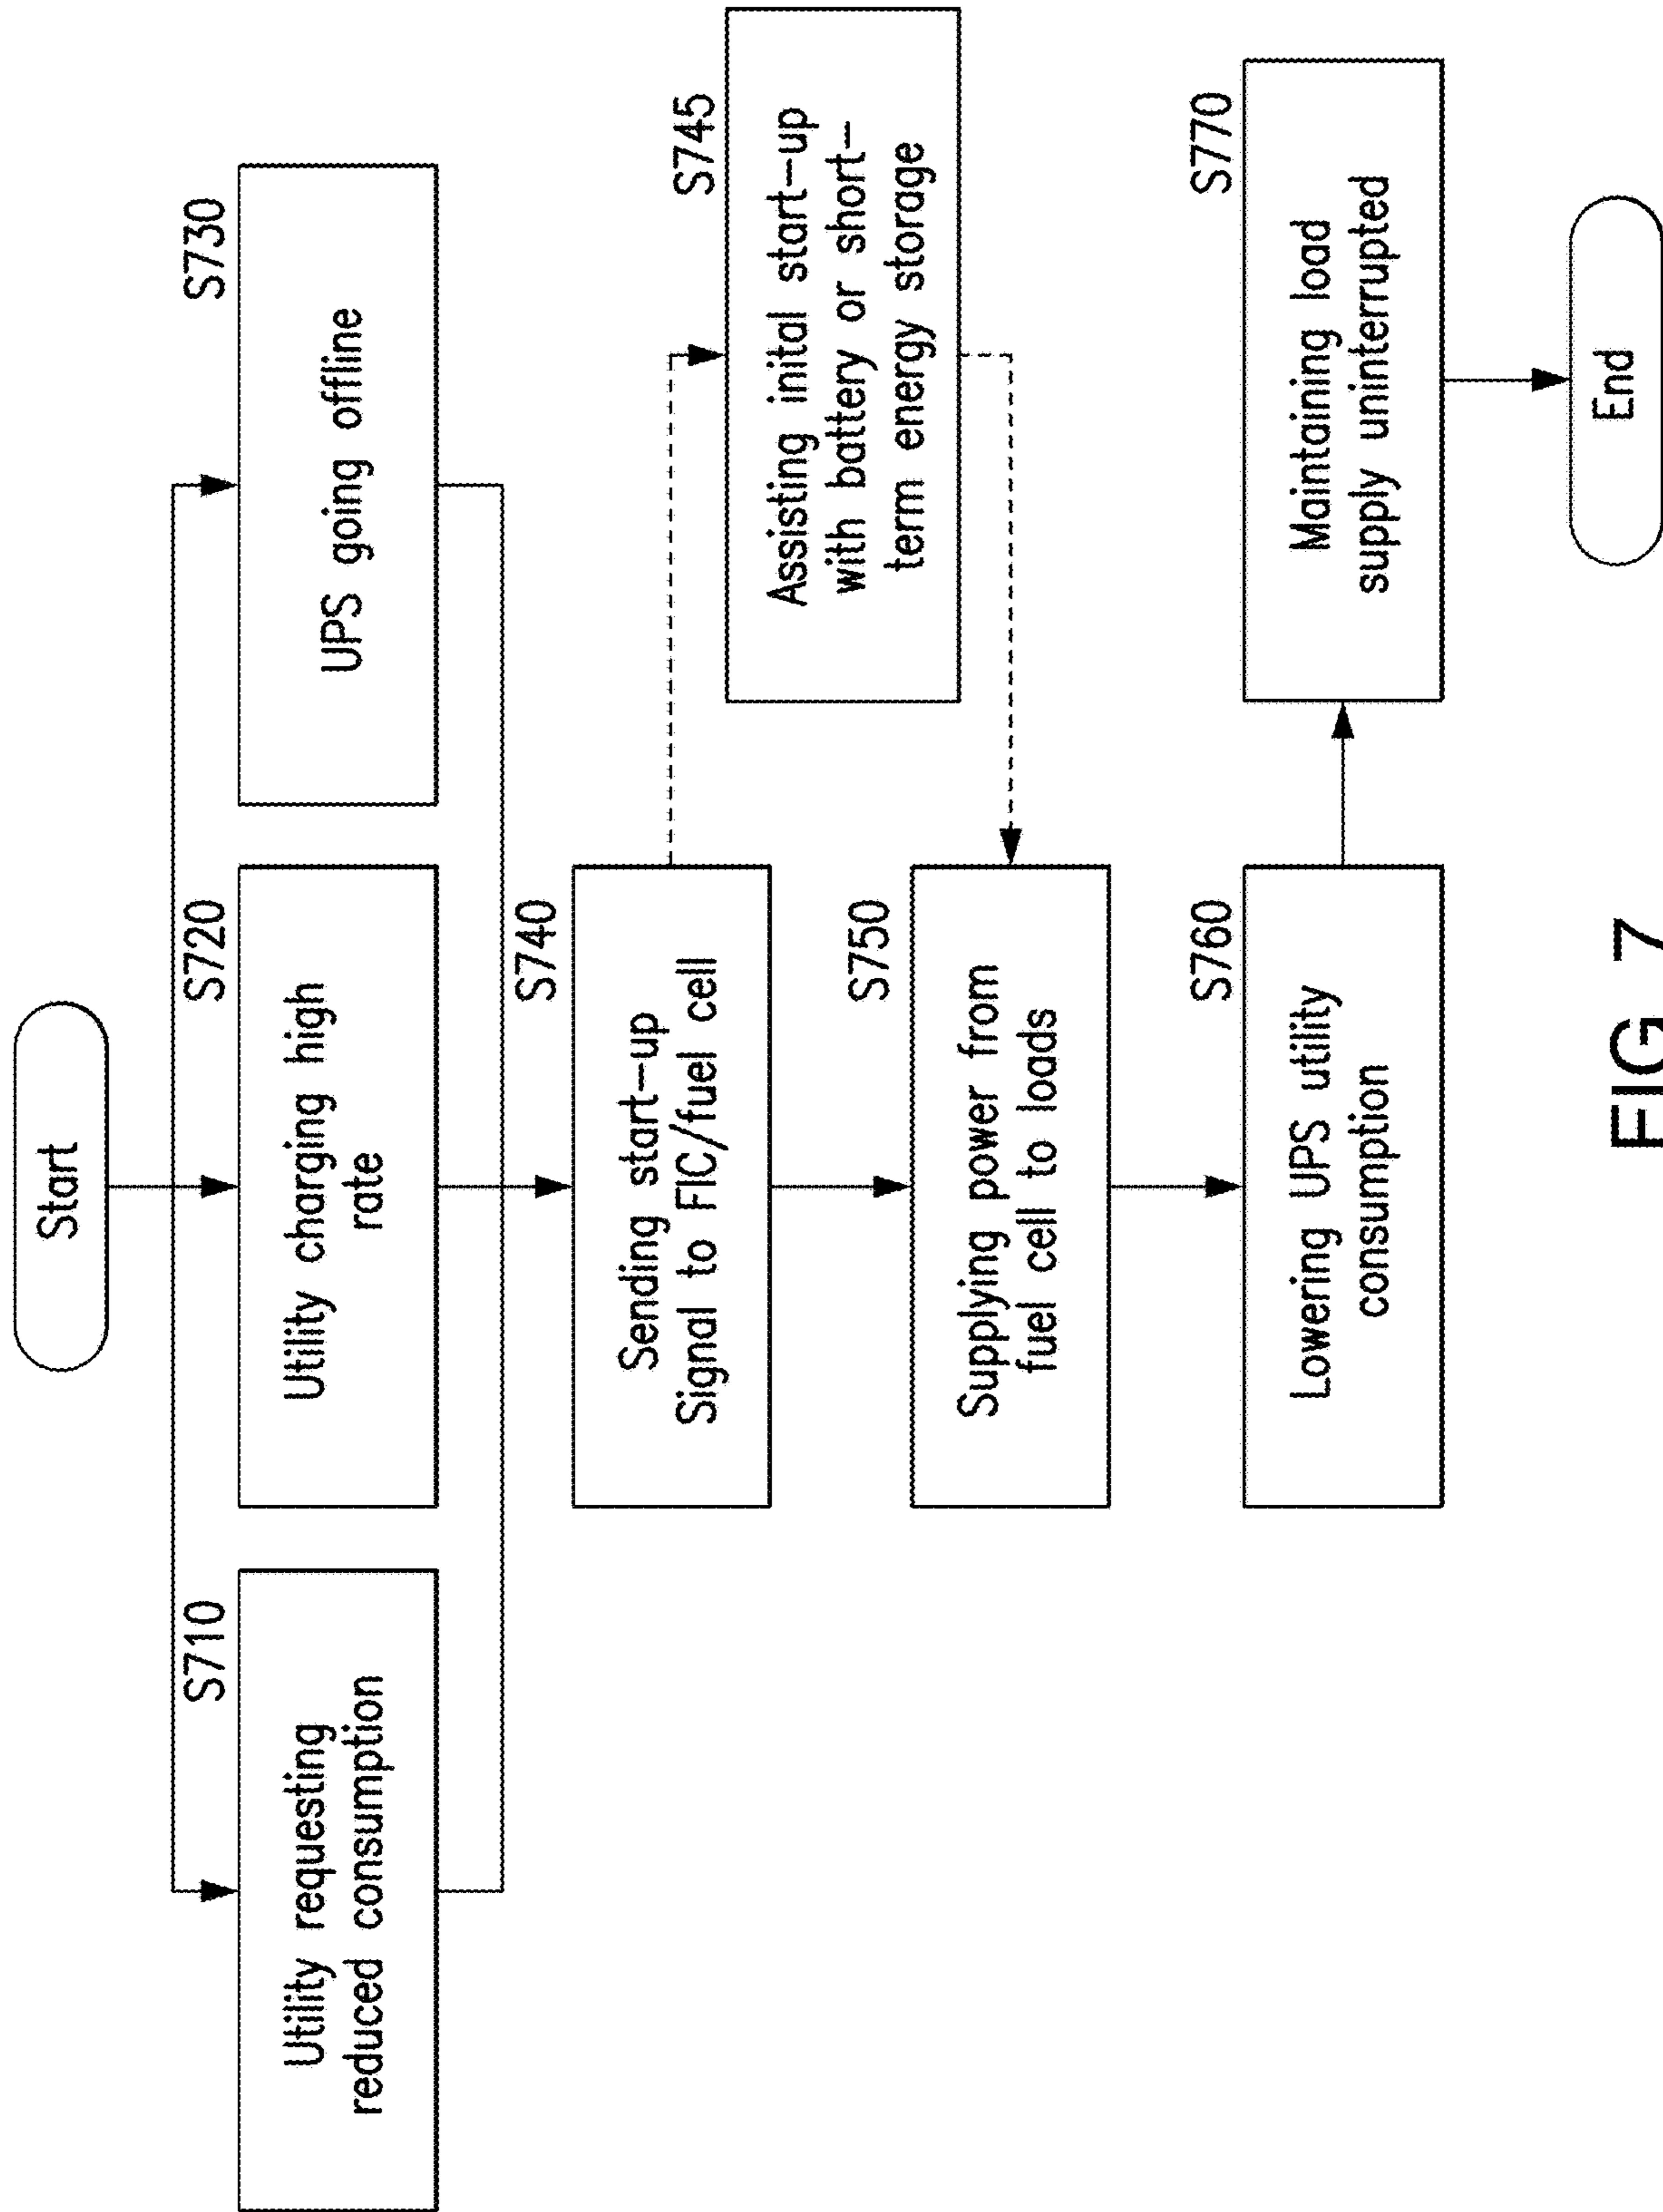 Start
S710
Utility requesting
reduced consumption
S720
Utility charging high
rate
S730
UPS going offline
S740
Sending start-up
Signal to FIC/fuel cell
S745
Assisting inital start-up
with battery or short-
term energy storage
S750
Supplying power from
fuel cell to loads
S760
Lowering UPS utility
consumption
S770
Maintaining load
supply uninterrupted
End
FIG 7